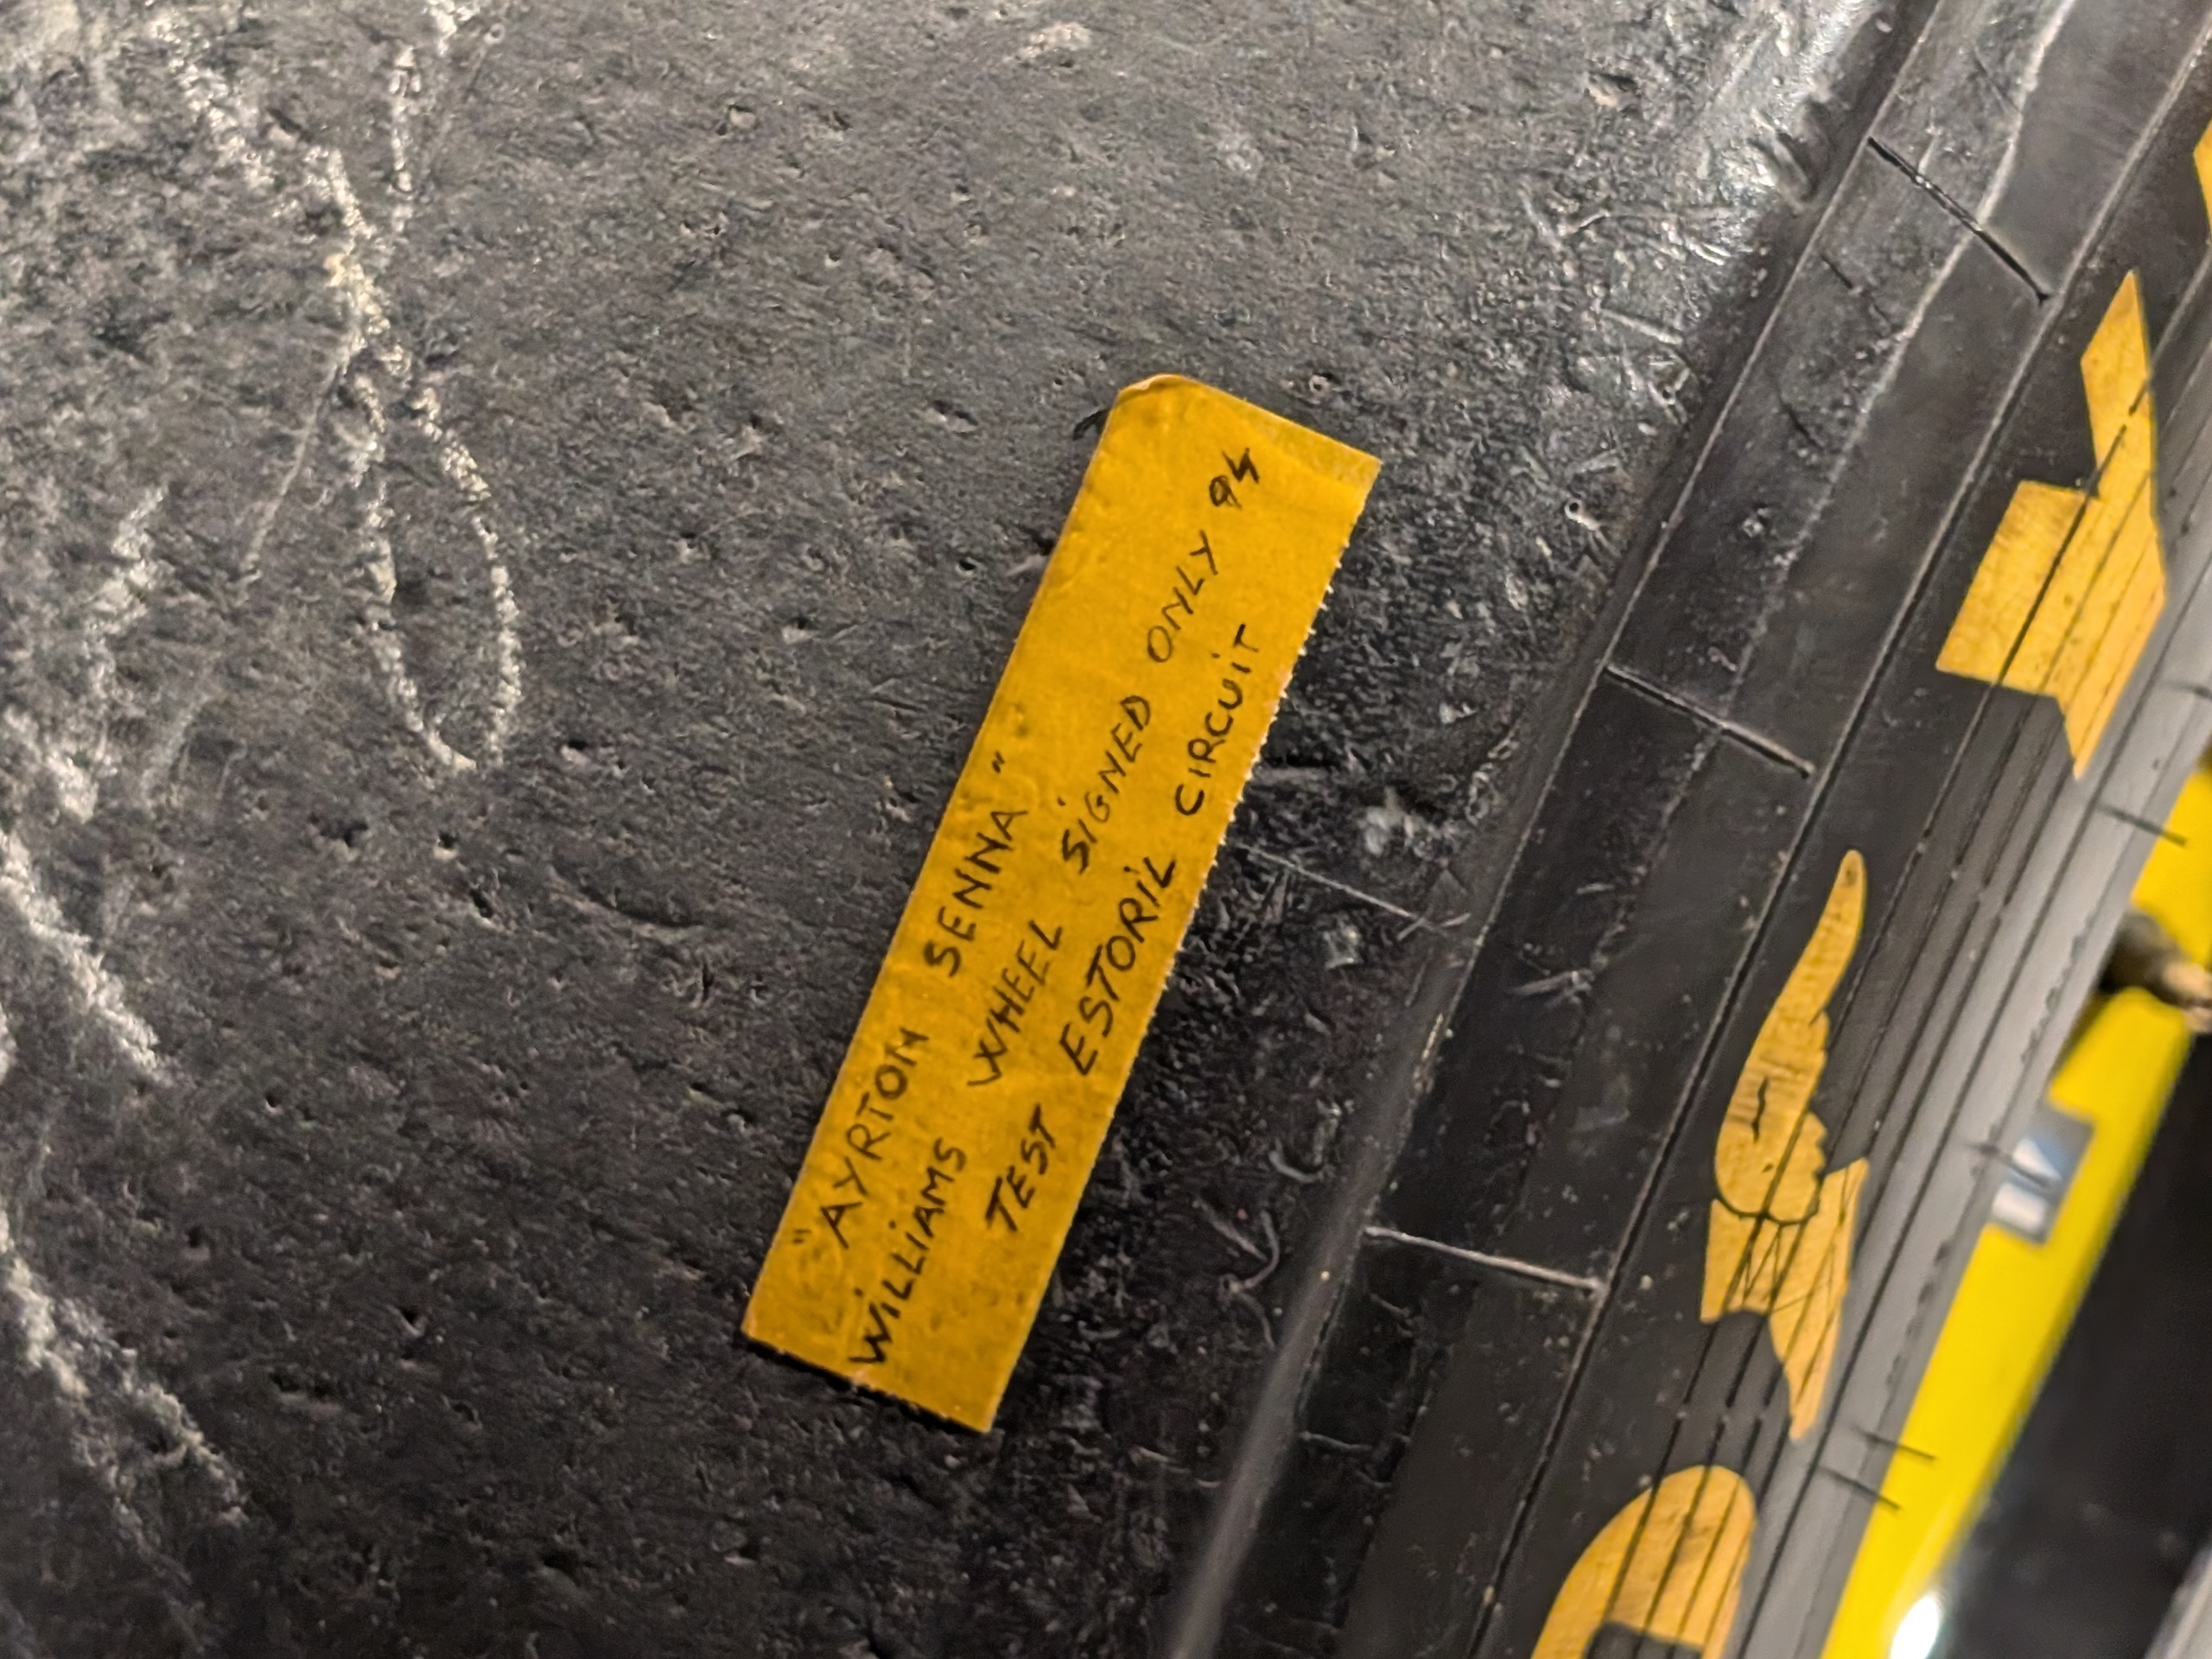 "AYRTON SENNA"
WiLLiAMS WHEEL SiGNED ONLY 94
TEST ESTORiL CIRCUiT